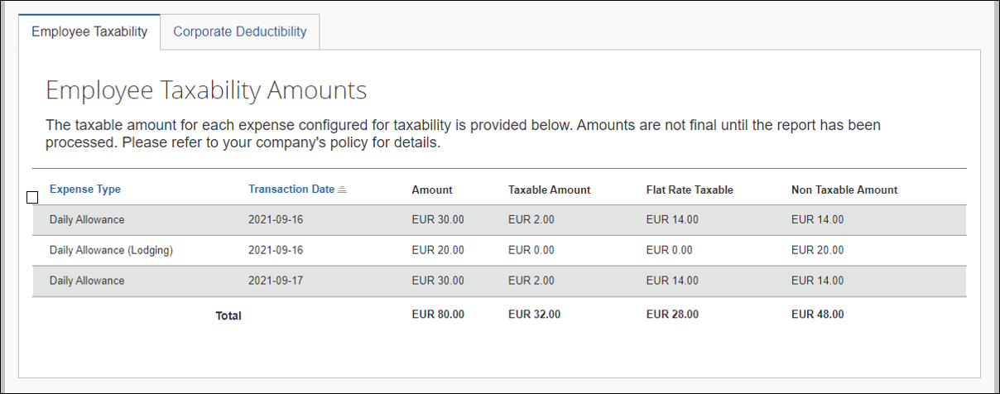 Employee Taxability Corporate Deductibility
Employee Taxability Amounts
The taxable amount for each expense configured for taxability is provided below. Amounts are not final until the report has been
processed. Please refer to your company's policy for details.
Expense Type Transaction Date Amount Taxable Amount Flat Rate Taxable Non Taxable Amount
Daily Allowance 2021-09-16 EUR 30.00 EUR 2.00 EUR 14.00 EUR 14.00
Daily Allowance (Lodging) 2021-09-16 EUR 20.00 EUR 0.00 EUR 0.00 EUR 20.00
Daily Allowance 2021-09-17 EUR 30.00 EUR 2.00 EUR 14.00 EUR 14.00
Total EUR 80.00 EUR 32.00 EUR 28.00 EUR 48.00